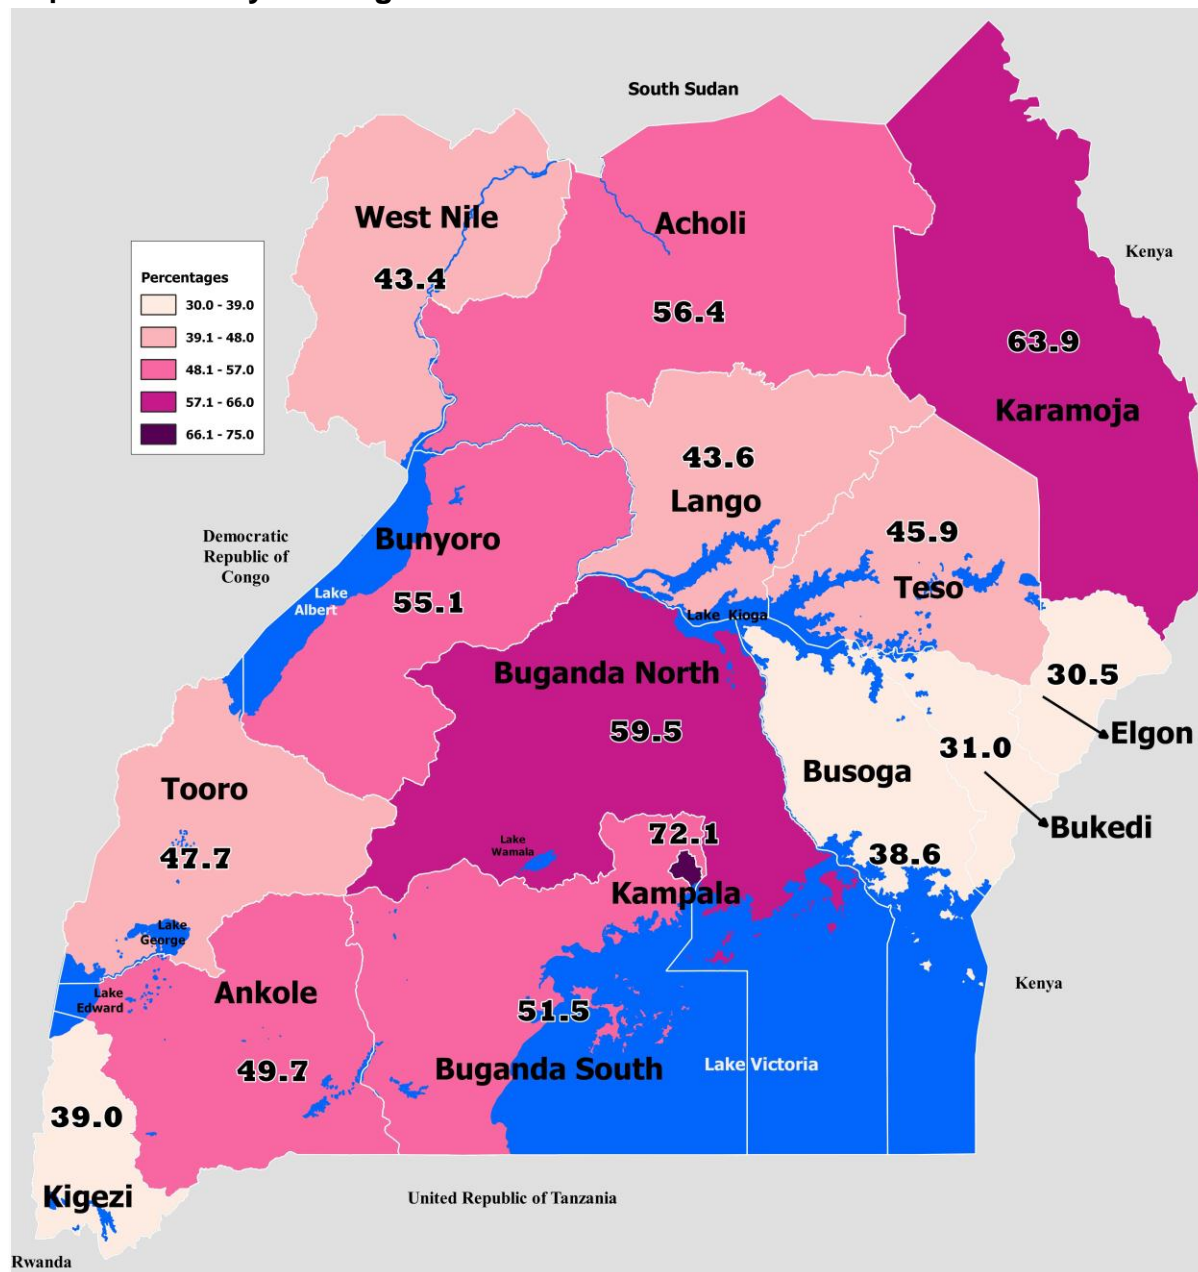 South Sudan
West Nile
Acholi
Kenya
43.4
Percentages
30.0 - 39.0
39.1 - 48.0
48.1 - 57.0
57.1 - 66.0
66.1 - 75.0
56.4
63.9
Karamoja
43.6
Lango
Democratic
Republic of
Congo
Bunyoro
45.9
Teso
Lake
Albert
55.1
Lake Kioga
Buganda North
30.5
59.5
Elgon
31.0
Busoga
Tooro
Bukedi
72.1
Lake
Wamala
47.7
38.6
Kampala
Lake
George
Ankole
Kenya
Lake
Edward
51.5
49.7
Buganda South
Lake Victoria
39.0
Kigezi
United Republic of Tanzania
Rwanda